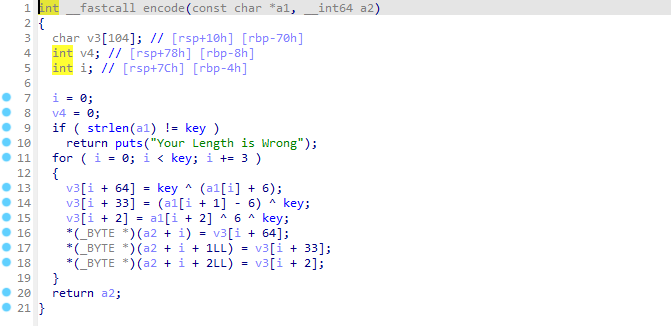 1 int __fastcall encode(const char *a1, __int64 a2)
2 {
3 char v3[104]; // [rsp+10h] [rbp-70h]
4 int v4; // [rsp+78h] [rbp-8h]
5 int i; // [rsp+7Ch] [rbp-4h]
6
7 i = 0;
8 v4 = 0;
9 if ( strlen(a1) != key )
10 return puts("Your Length is Wrong");
11 for ( i = 0; i < key; i += 3 )
12 {
13 v3[i + 64] = key ^ (a1[i] + 6);
14 v3[i + 33] = (a1[i + 1] - 6) ^ key;
15 v3[i + 2] = a1[i + 2] ^ 6 ^ key;
16 *(_BYTE *)(a2 + i) = v3[i + 64];
17 *(_BYTE *)(a2 + i + 1LL) = v3[i + 33];
18 *(_BYTE *)(a2 + i + 2LL) = v3[i + 2];
19 }
20 return a2;
21 }